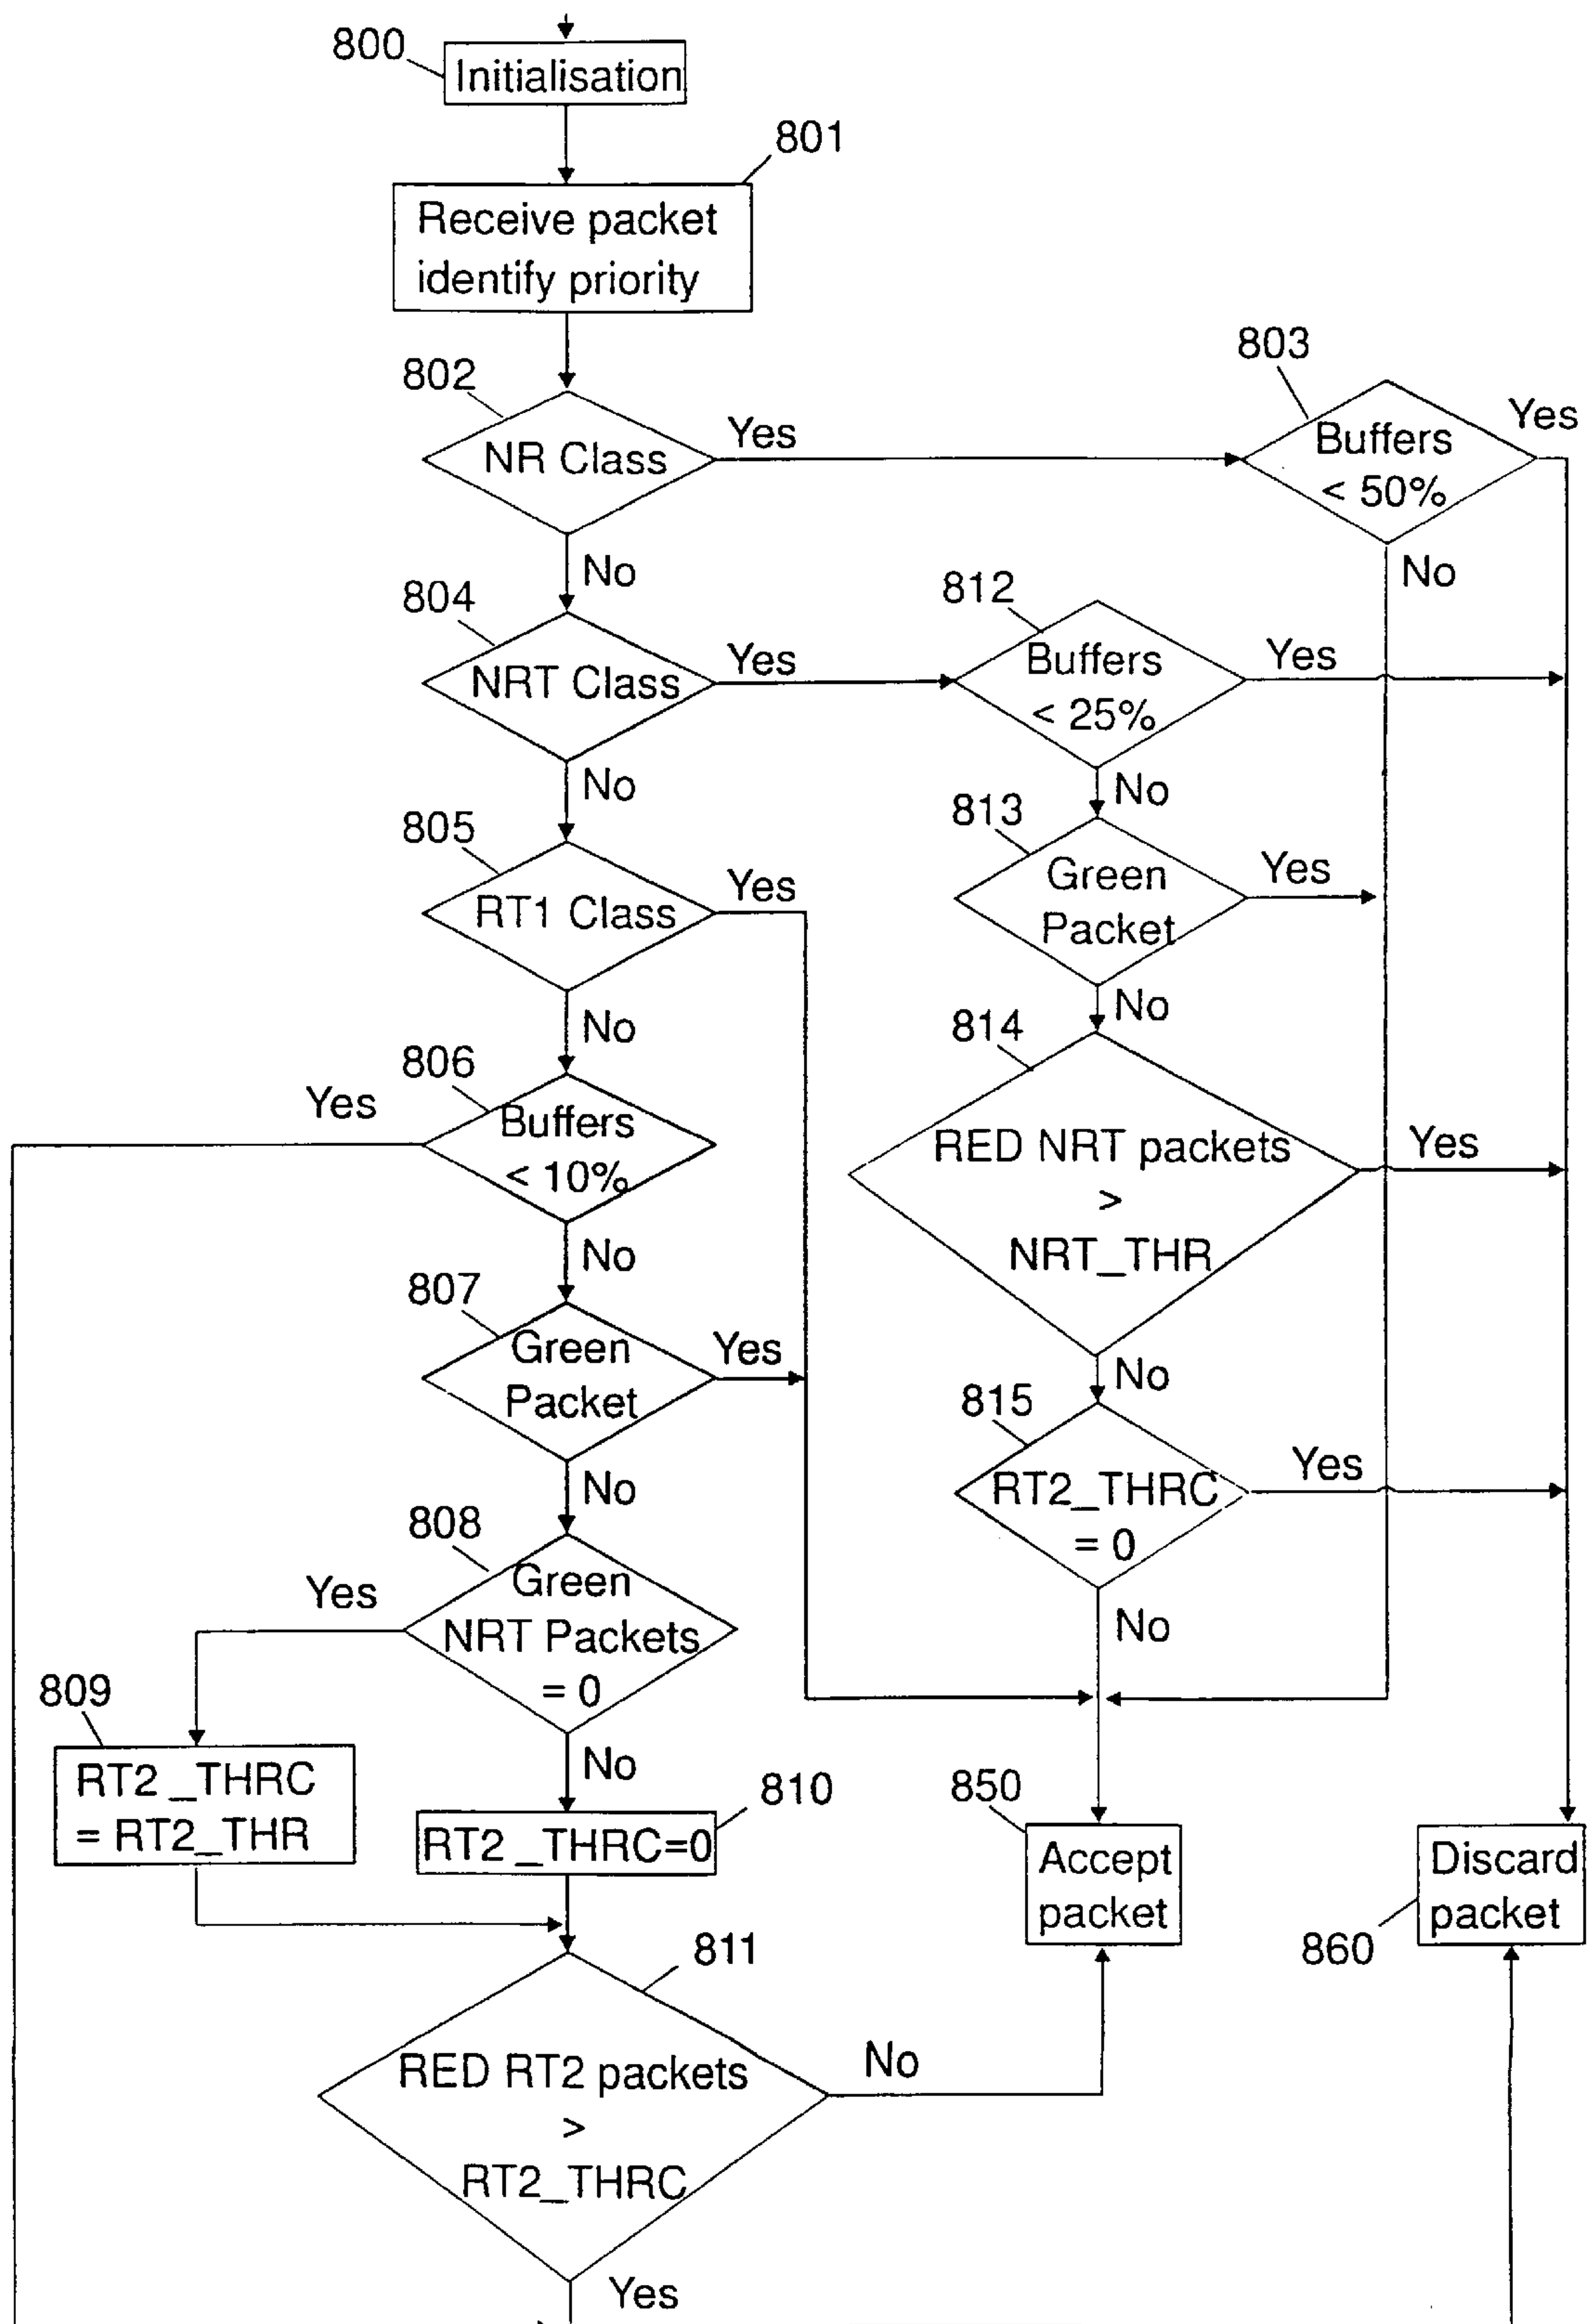 800
Initialisation
801
Receive packet
identify priority
802
NR Class
Yes
803
Buffers
< 50%
Yes
No
No
804
NRT Class
Yes
812
Buffers
< 25%
Yes
No
No
805
RT1 Class
Yes
813
Green
Packet
Yes
No
No
806
Yes
Buffers
< 10%
No
814
RED NRT packets
>
NRT_THR
Yes
No
807
Green
Packet
Yes
No
815
RT2_THRC
= 0
Yes
No
808
Yes
Green
NRT Packets
= 0
No
809
RT2_THRC
= RT2_THR
810
RT2_THRC=0
850
Accept
packet
860
Discard
packet
811
RED RT2 packets
>
RT2_THRC
No
Yes